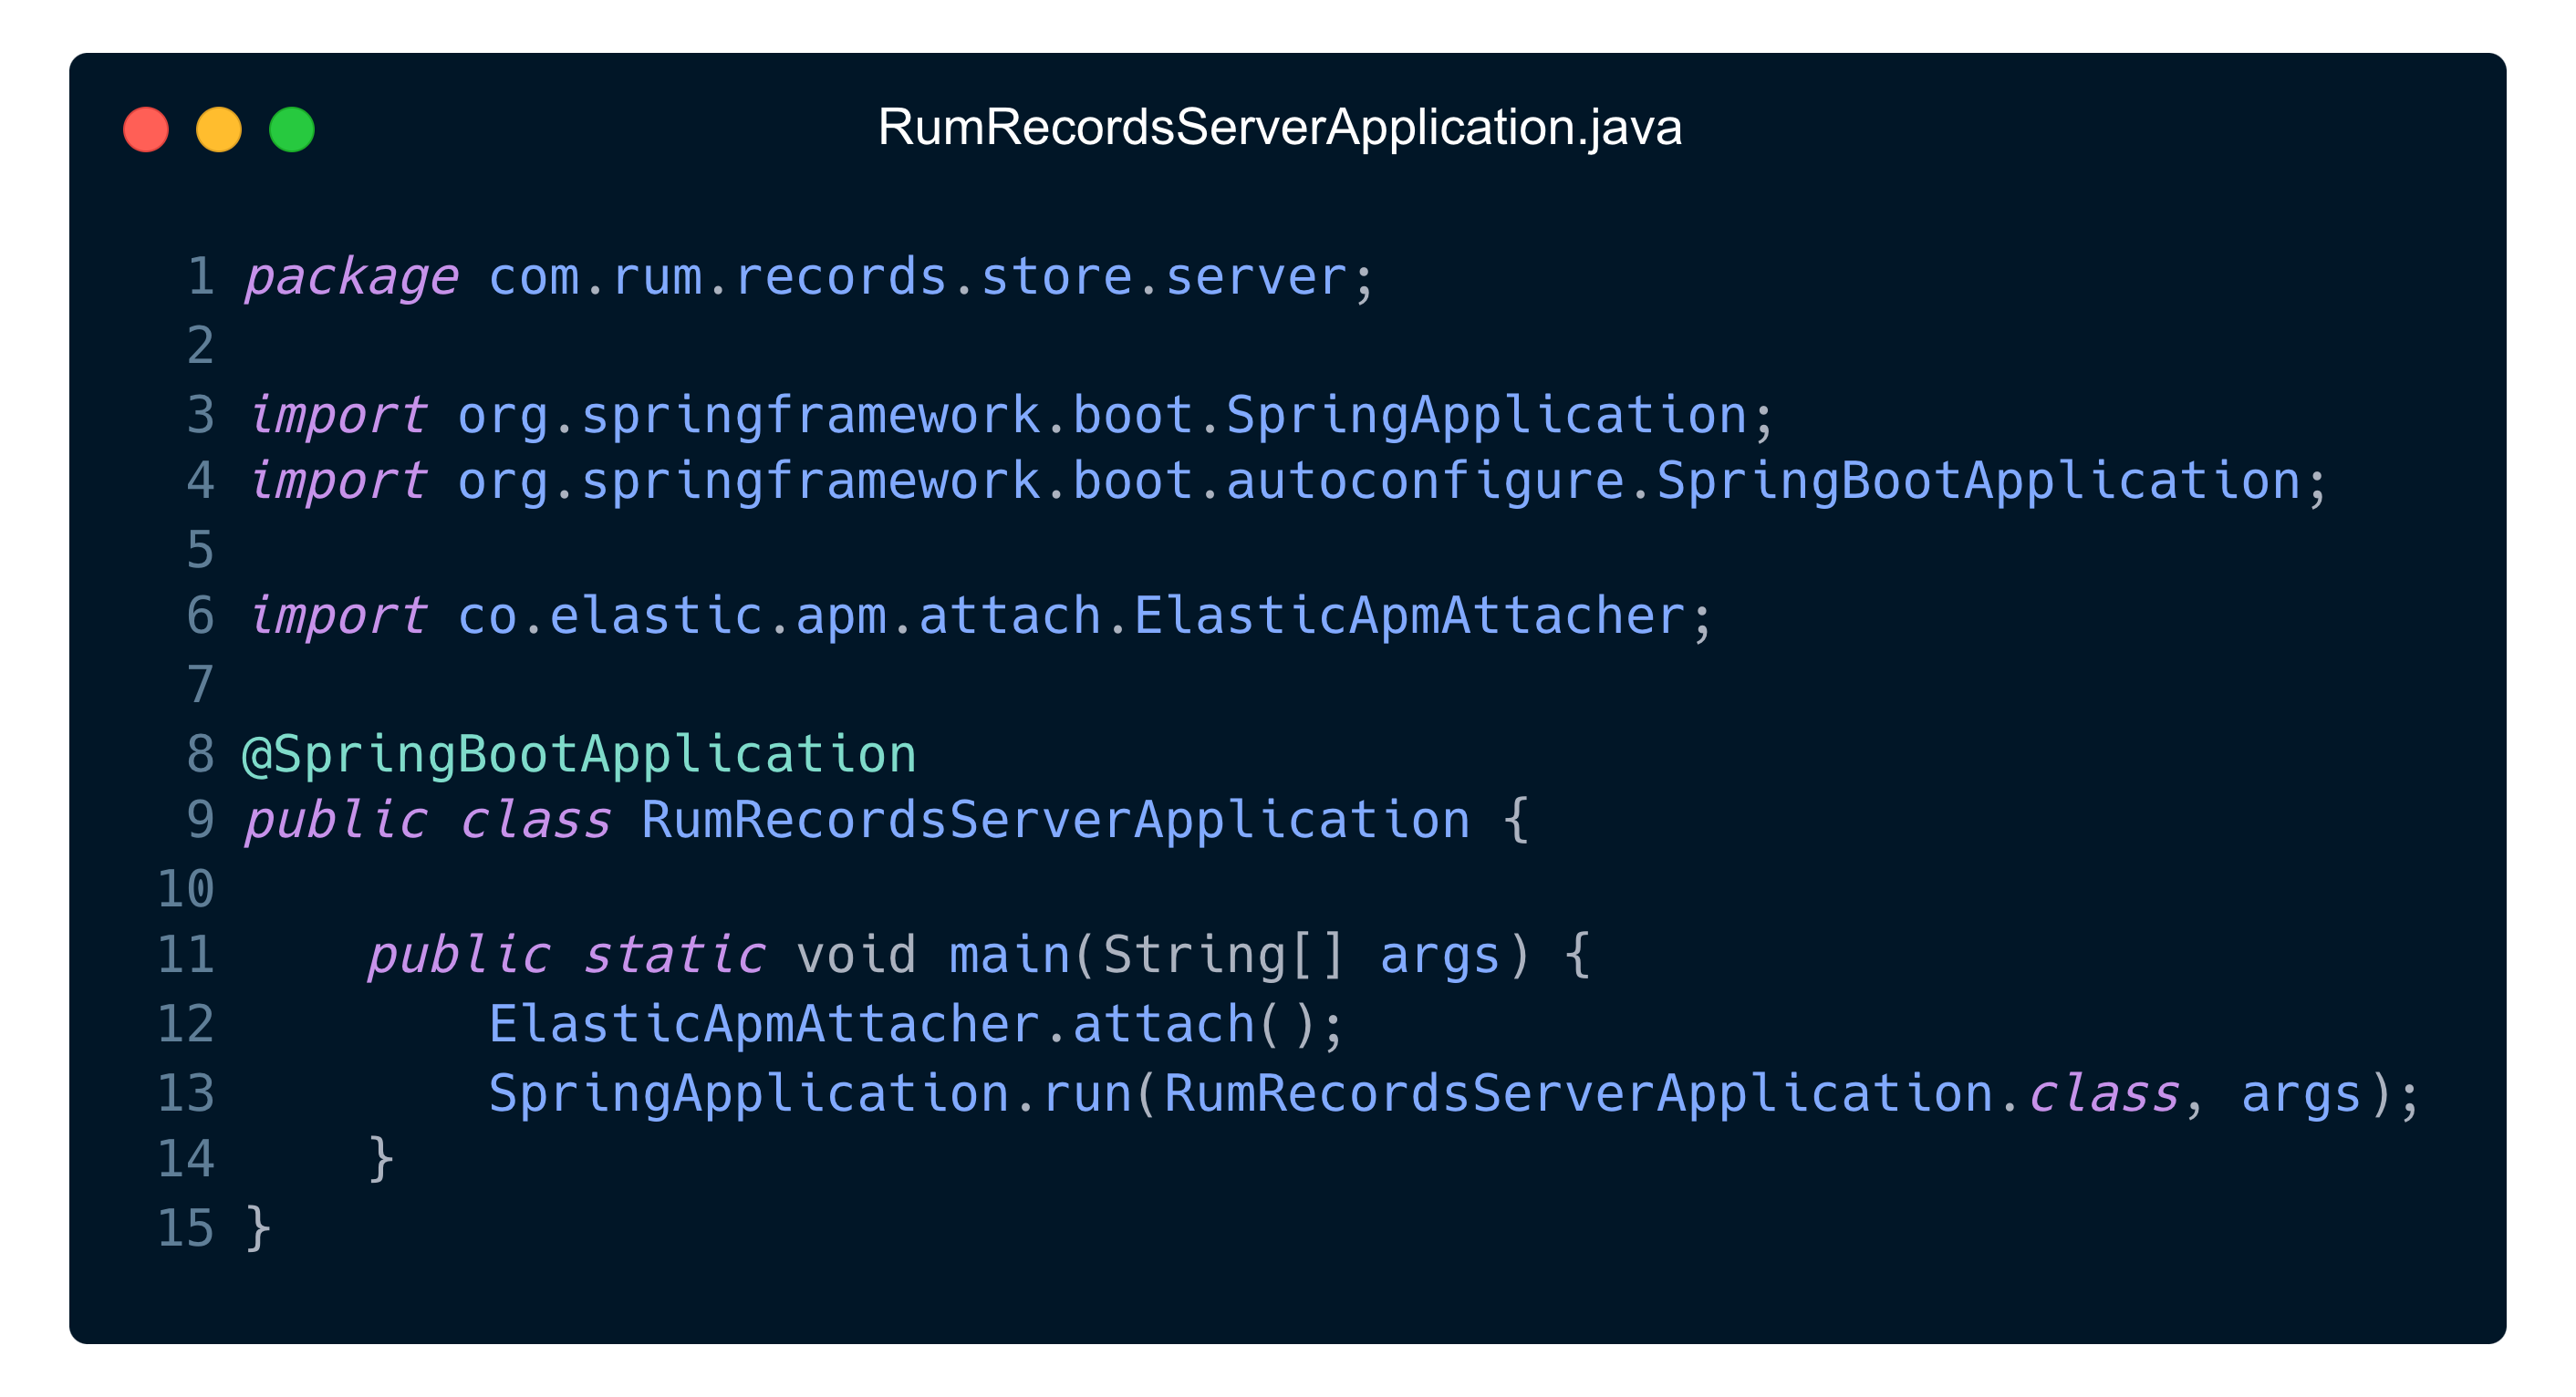 RumRecordsServerApplication.java
1 package com.rum.records.store.server;
2
3 import org.springframework.boot.SpringApplication;
4 import org.springframework.boot.autoconfigure.SpringBootApplication;
5
6 import co.elastic.apm.attach.ElasticApmAttacher;
7
8 @SpringBootApplication
9 public class RumRecordsServerApplication {
10
11     public static void main(String[] args) {
12         ElasticApmAttacher.attach();
13         SpringApplication.run(RumRecordsServerApplication.class, args);
14     }
15 }